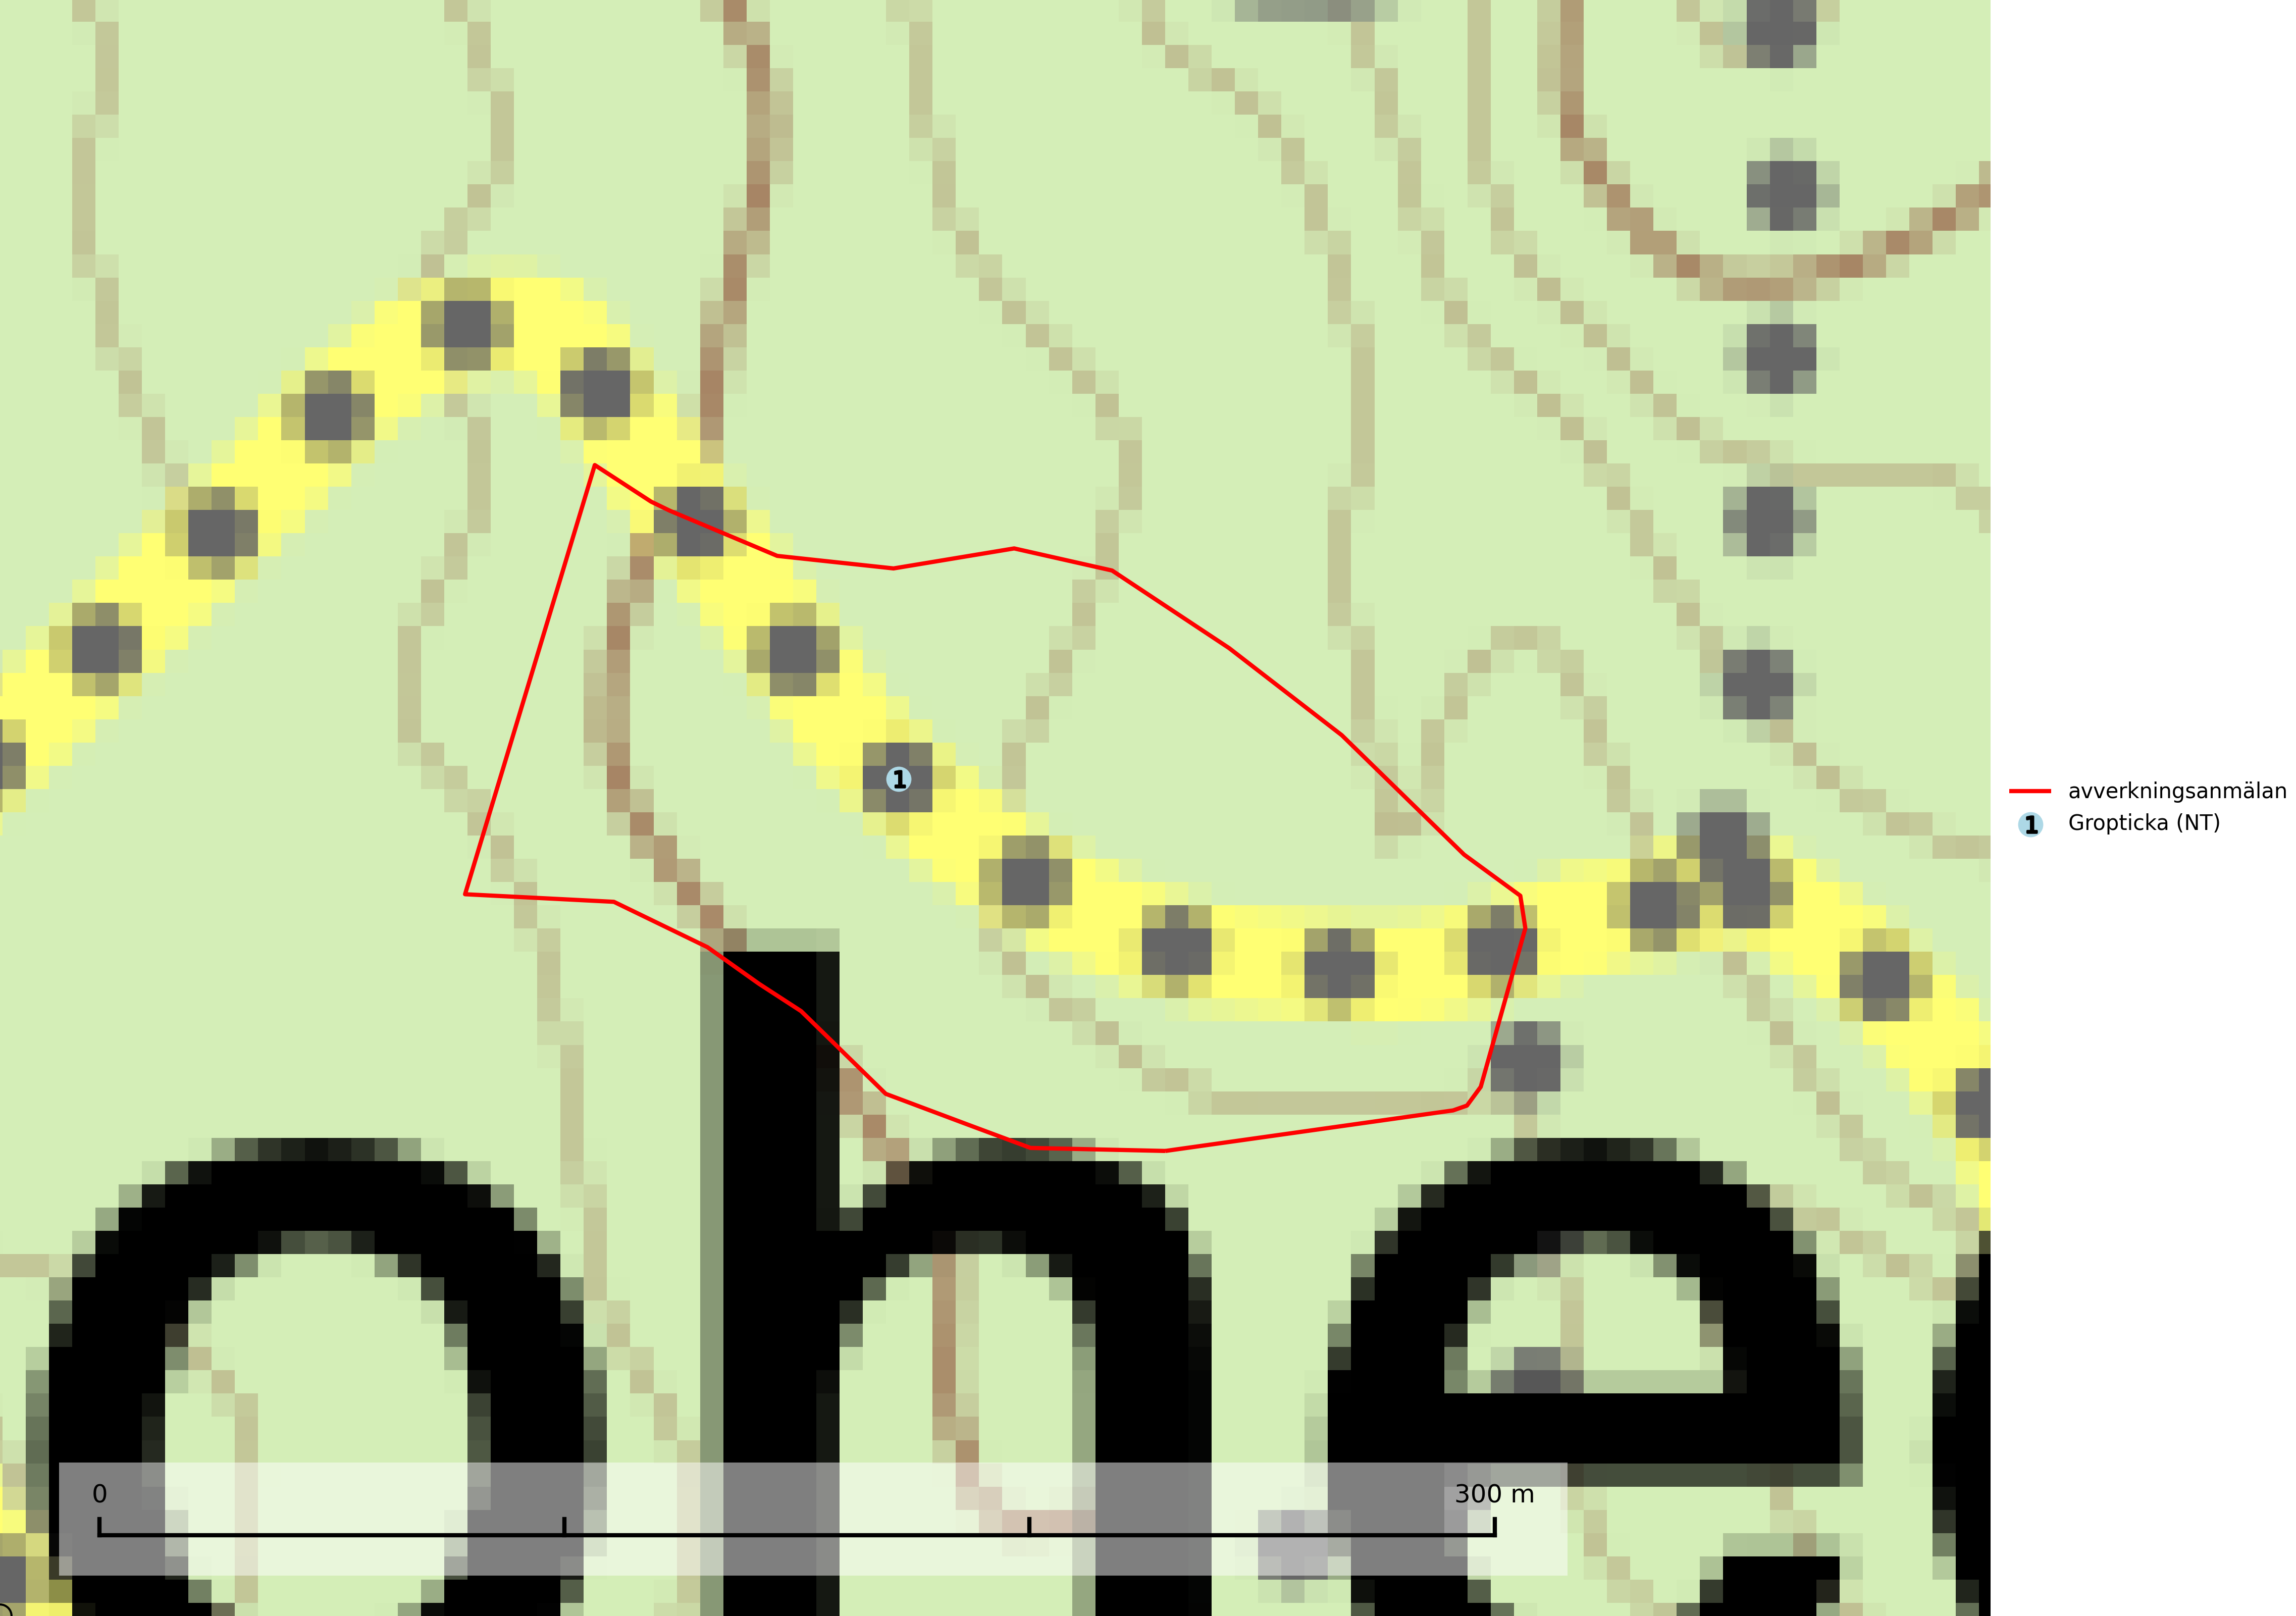 1
ohe
0
300 m
avverkningsanmälan
1 Gropticka (NT)